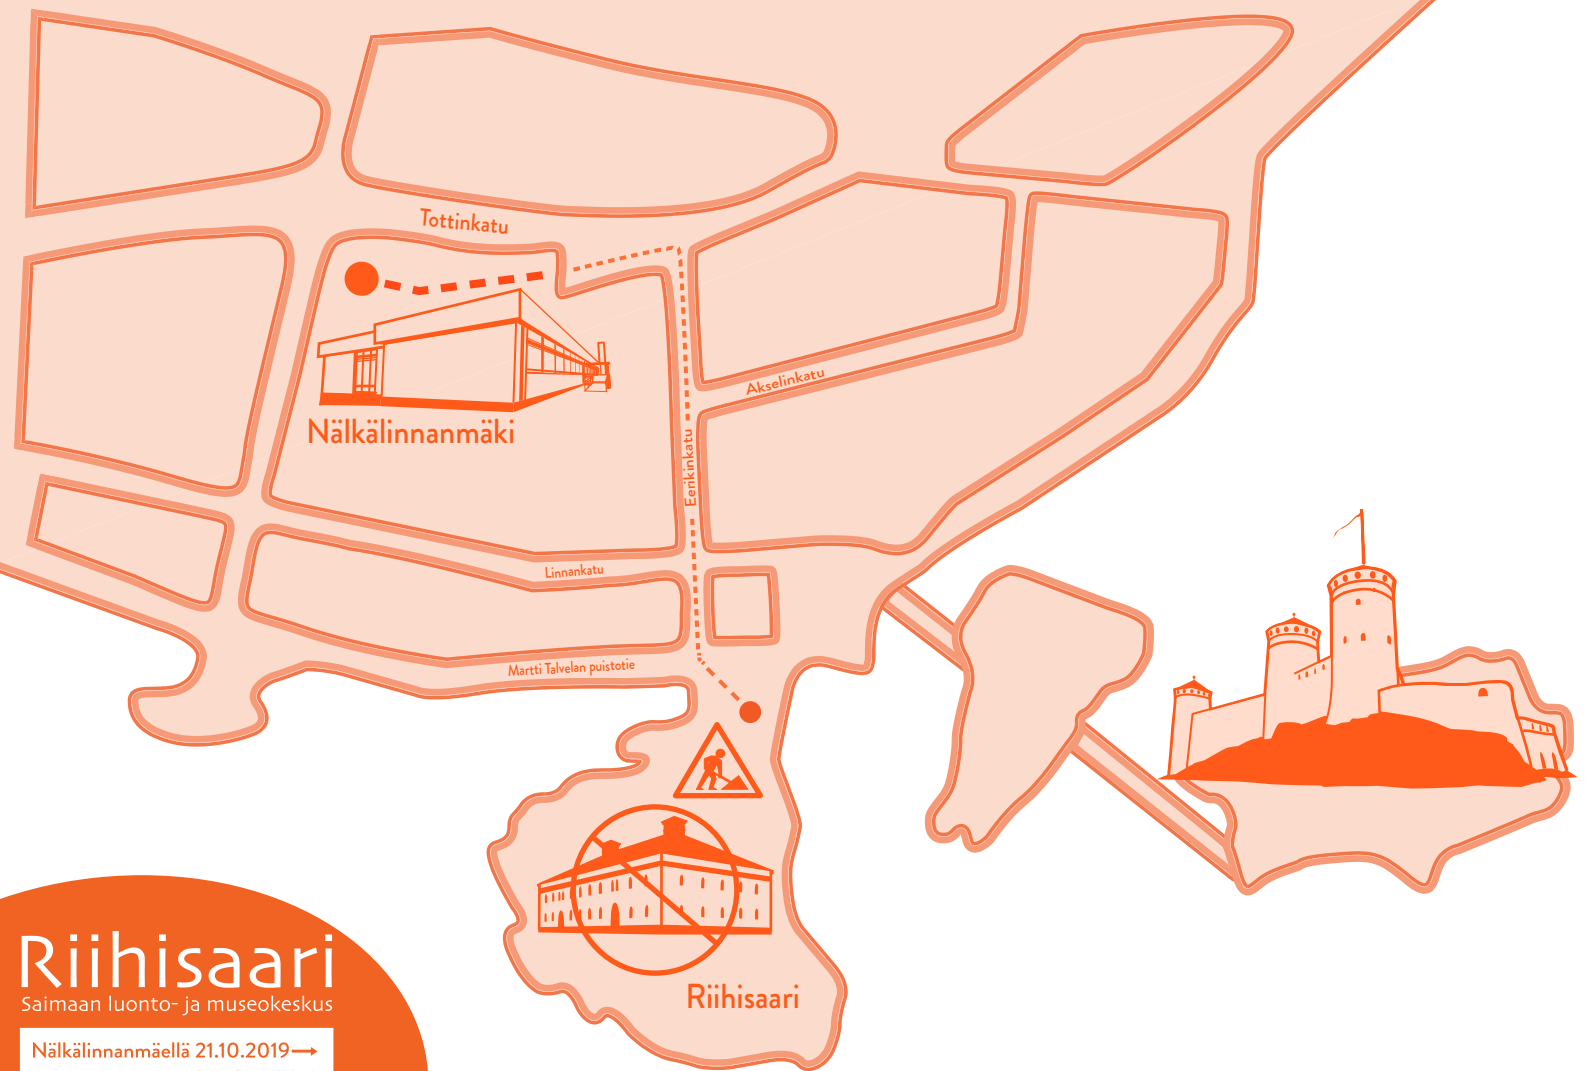 Tottinkatu
Nälkälinnanmäki
Akselinkatu
Eerikinkatu
Linnankatu
Martti Talvelan puistotie
Riihisaari
Riihisaari
Saimaan luonto- ja museokeskus
Nälkälinnanmäellä 21.10.2019→